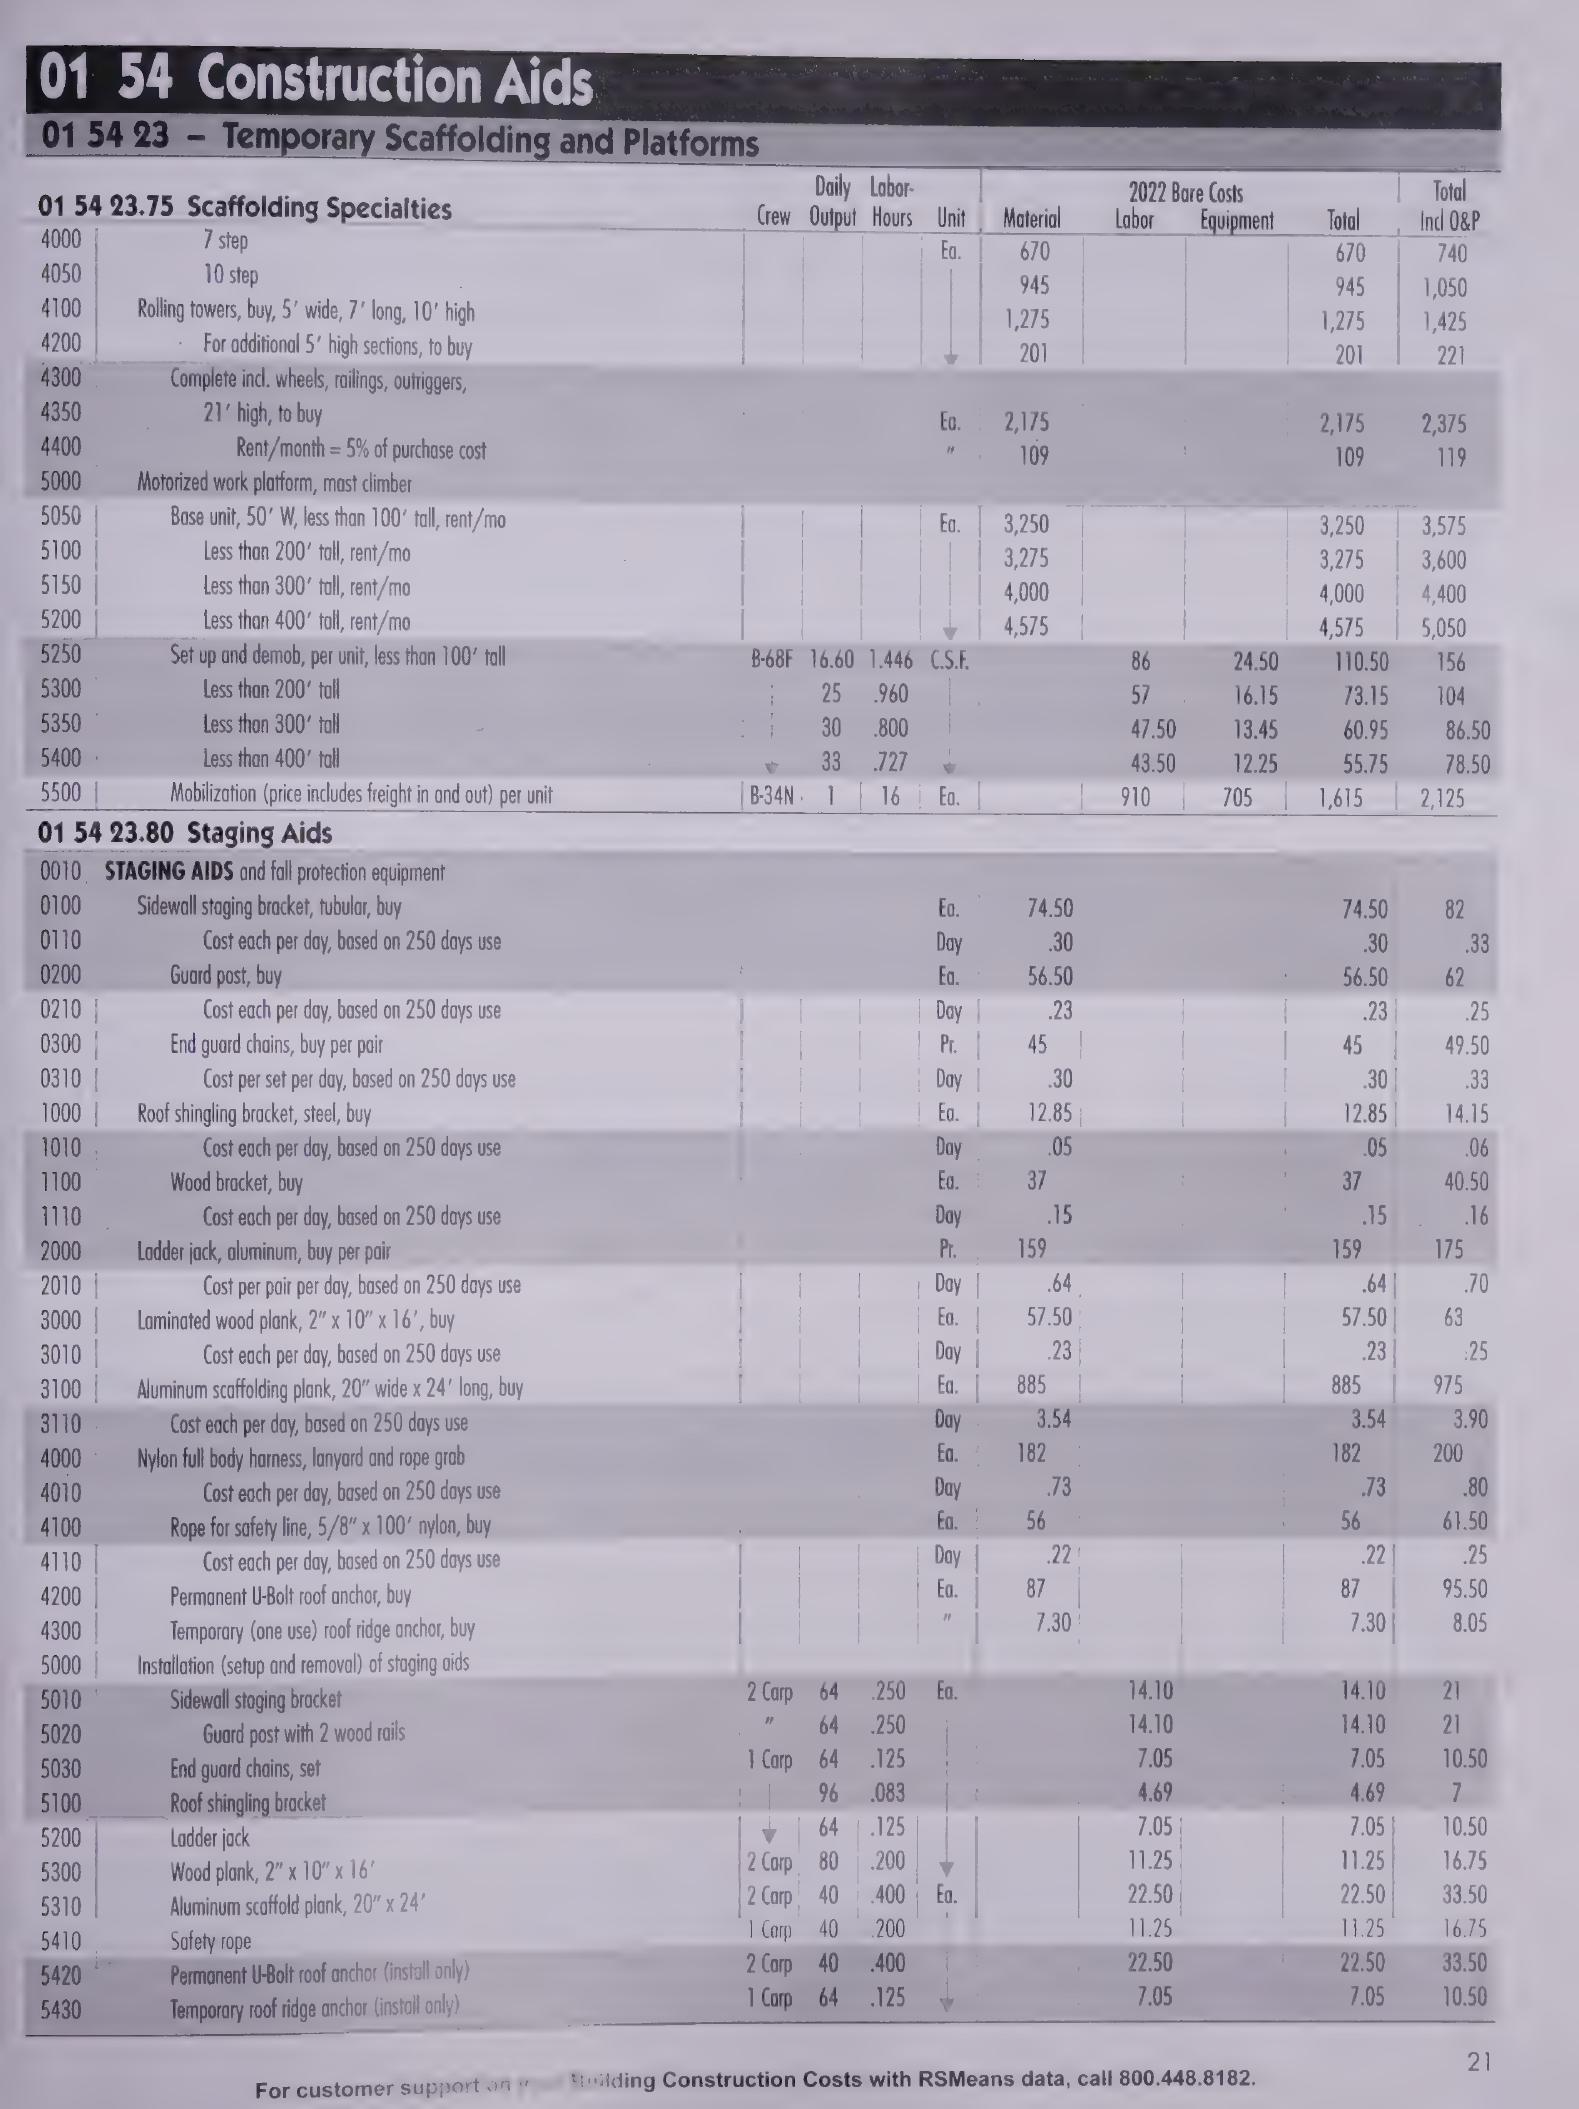 01 54 Construction Aids
01 54 23 – Temporary Scaffolding and Platforms
01 54 23.75 Scaffolding Specialties Crew Daily Output Labor-Hours Unit 2022 Bare Costs Material Labor Equipment Total Total Incl O&P
4000 7 step Ea. 670 670 740
4050 10 step 945 945 1,050
4100 Rolling towers, buy, 5' wide, 7' long, 10' high 1,275 1,275 1,425
4200 For additional 5' high sections, to buy 201 201 221
4300 Complete incl. wheels, railings, outriggers,
4350 21' high, to buy Ea. 2,175 2,175 2,375
4400 Rent/month = 5% of purchase cost " 109 109 119
5000 Motorized work platform, mast climber
5050 Base unit, 50' W, less than 100' tall, rent/mo Ea. 3,250 3,250 3,575
5100 Less than 200' tall, rent/mo 3,275 3,275 3,600
5150 Less than 300' tall, rent/mo 4,000 4,000 4,400
5200 Less than 400' tall, rent/mo 4,575 4,575 5,050
5250 Set up and demob, per unit, less than 100' tall B-68F 16.60 1.446 C.S.F. 86 24.50 110.50 156
5300 Less than 200' tall 25 .960 57 16.15 73.15 104
5350 Less than 300' tall 30 .800 47.50 13.45 60.95 86.50
5400 Less than 400' tall 33 .727 43.50 12.25 55.75 78.50
5500 Mobilization (price includes freight in and out) per unit B-34N 1 16 Ea. 910 705 1,615 2,125
01 54 23.80 Staging Aids
0010 STAGING AIDS and fall protection equipment
0100 Sidewall staging bracket, tubular, buy Ea. 74.50 74.50 82
0110 Cost each per day, based on 250 days use Day .30 .30 .33
0200 Guard post, buy Ea. 56.50 56.50 62
0210 Cost each per day, based on 250 days use Day .23 .23 .25
0300 End guard chains, buy per pair Pr. 45 45 49.50
0310 Cost per set per day, based on 250 days use Day .30 .30 .33
1000 Roof shingling bracket, steel, buy Ea. 12.85 12.85 14.15
1010 Cost each per day, based on 250 days use Day .05 .05 .06
1100 Wood bracket, buy Ea. 37 37 40.50
1110 Cost each per day, based on 250 days use Day .15 .15 .16
2000 Ladder jack, aluminum, buy per pair Pr. 159 159 175
2010 Cost per pair per day, based on 250 days use Day .64 .64 .70
3000 Laminated wood plank, 2" x 10" x 16', buy Ea. 57.50 57.50 63
3010 Cost each per day, based on 250 days use Day .23 .23 .25
3100 Aluminum scaffolding plank, 20" wide x 24' long, buy Ea. 885 885 975
3110 Cost each per day, based on 250 days use Day 3.54 3.54 3.90
4000 Nylon full body harness, lanyard and rope grab Ea. 182 182 200
4010 Cost each per day, based on 250 days use Day .73 .73 .80
4100 Rope for safety line, 5/8" x 100' nylon, buy Ea. 56 56 61.50
4110 Cost each per day, based on 250 days use Day .22 .22 .25
4200 Permanent U-Bolt roof anchor, buy Ea. 87 87 95.50
4300 Temporary (one use) roof ridge anchor, buy " 7.30 7.30 8.05
5000 Installation (setup and removal) of staging aids
5010 Sidewall staging bracket 2 Carp 64 .250 Ea. 14.10 14.10 21
5020 Guard post with 2 wood rails " 64 .250 14.10 14.10 21
5030 End guard chains, set 1 Carp 64 .125 7.05 7.05 10.50
5100 Roof shingling bracket 96 .083 4.69 4.69 7
5200 Ladder jack 64 .125 7.05 7.05 10.50
5300 Wood plank, 2" x 10" x 16' 2 Carp 80 .200 11.25 11.25 16.75
5310 Aluminum scaffold plank, 20" x 24' 2 Carp 40 .400 Ea. 22.50 22.50 33.50
5410 Safety rope 1 Carp 40 .200 11.25 11.25 16.75
5420 Permanent U-Bolt roof anchor (install only) 2 Carp 40 .400 22.50 22.50 33.50
5430 Temporary roof ridge anchor (install only) 1 Carp 64 .125 7.05 7.05 10.50
For customer support on Building Construction Costs with RSMeans data, call 800.448.8182.
21